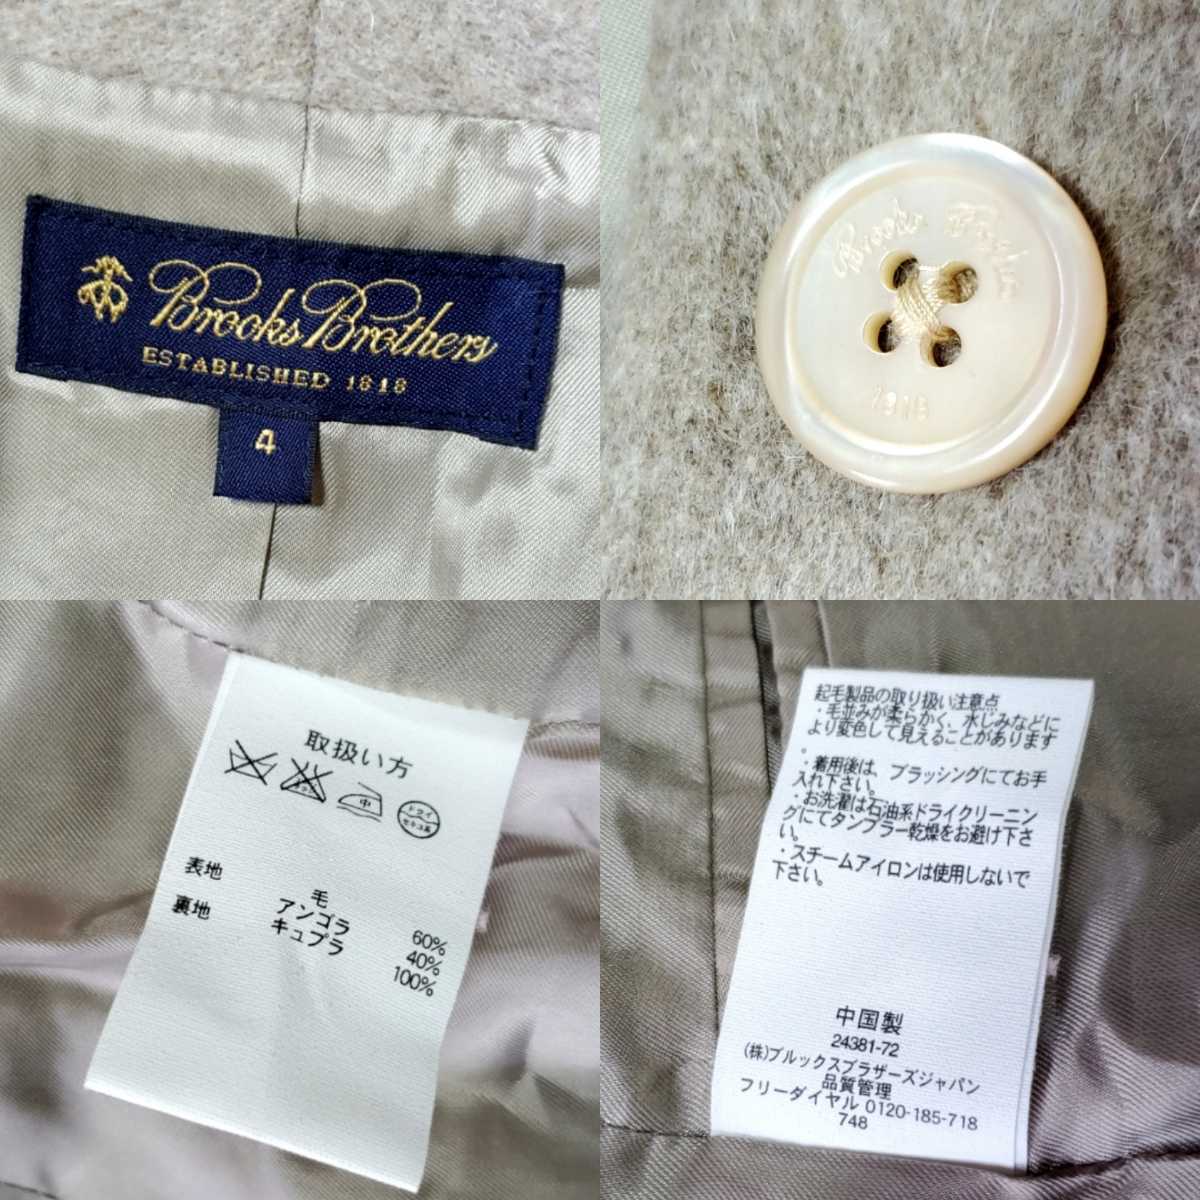 Brooks Brothers
ESTABLISHED 1818
4
Brooks Brothers
1818
取扱い方
中
ドライ
セキユ系
表地
毛
60%
アンゴラ
40%
裏地
キュプラ
100%
起毛製品の取り扱い注意点
・毛並みが柔らかく、水じみなどに
より変色して見えることがあります
。
・着用後は、ブラッシングにてお手
入れ下さい。
・お洗濯は石油系ドライクリーニン
グにてタンブラー乾燥をお避け下さ
い。
・スチームアイロンは使用しないで
下さい。
中国製
24381-72
(株)ブルックスブラザーズジャパン
品質管理
フリーダイヤル 0120-185-718
748